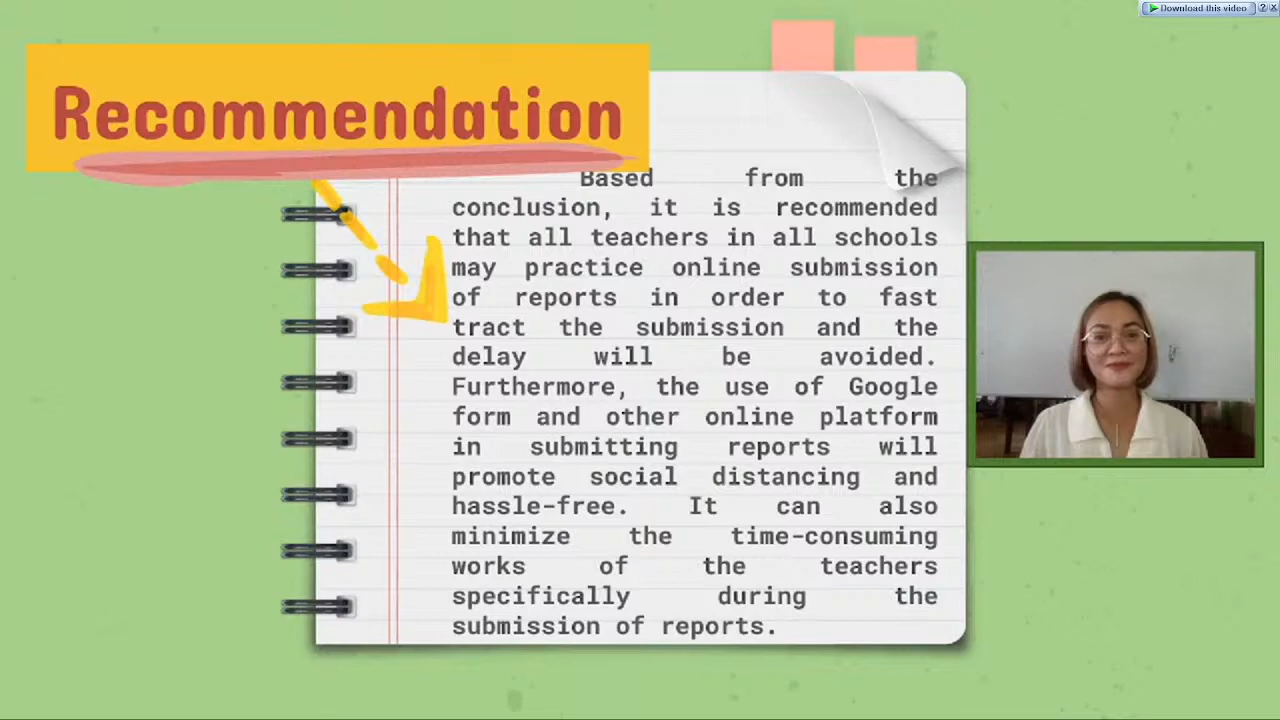 Download this video
Recommendation
Based from the
conclusion, it is recommended
that all teachers in all schools
may practice online submission
of reports in order to fast
tract the submission and the
delay will be avoided.
Furthermore, the use of Google
form and other online platform
in submitting reports will
promote social distancing and
hassle-free. It can also
minimize the time-consuming
works of the teachers
specifically during the
submission of reports.